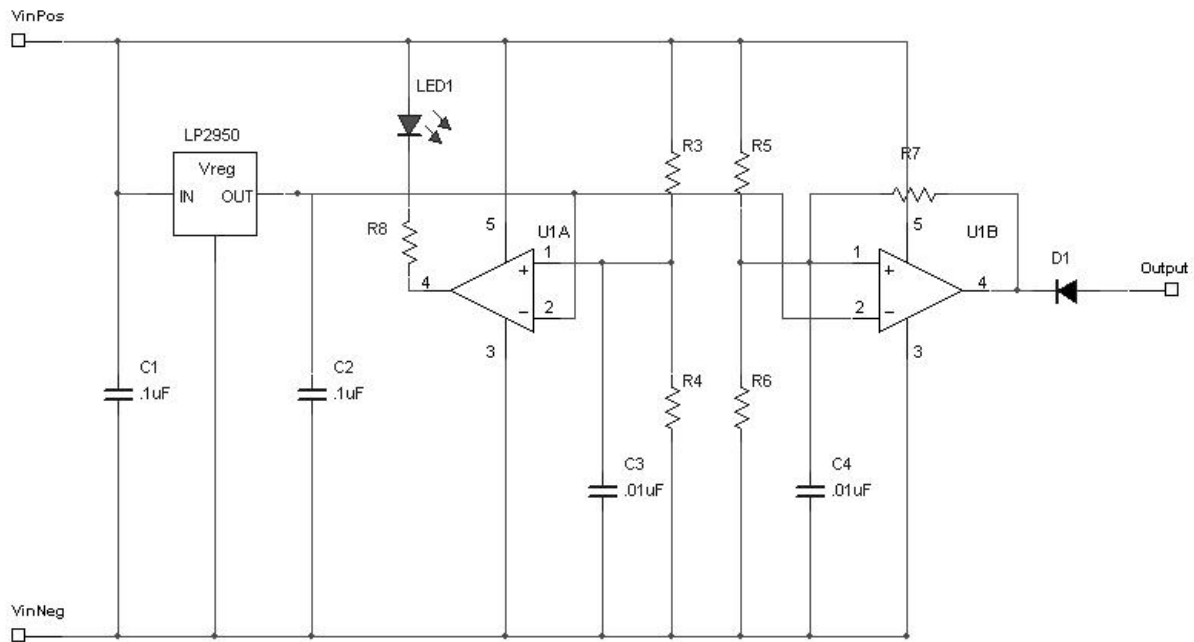 VinPos
LED1
LP2950
Vreg
IN OUT
R8
5
U1A
4
+
1
-
2
3
R3
R5
R7
5
U1B
1
+
4
2
-
3
D1
Output
C1
.1uF
C2
.1uF
R4
R6
C3
.01uF
C4
.01uF
VinNeg